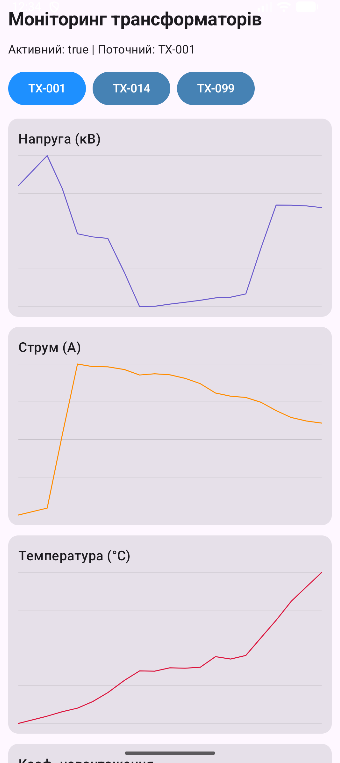 Моніторинг трансформаторів
Активний: true | Поточний: TX-001
TX-001 TX-014 TX-099
Напруга (кВ)
Струм (А)
Температура (°C)